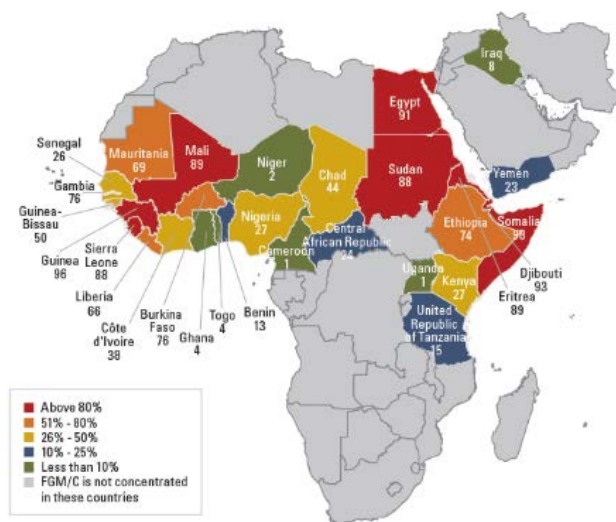 Iraq
8
Egypt
91
Senegal
26
Mauritania
69
Mali
89
Niger
2
Chad
44
Sudan
88
Yemen
23
Gambia
76
Guinea-
Bissau
50
Nigeria
27
Ethiopia
74
Somalia
98
Guinea
96
Sierra
Leone
88
Cameroon
1
Central
African Republic
24
Djibouti
93
Uganda
1
Kenya
27
Eritrea
89
Liberia
66
Côte
d'Ivoire
38
Burkina
Faso
76
Ghana
4
Togo
4
Benin
13
United
Republic
of Tanzania
15
Above 80%
51% - 80%
26% - 50%
10% - 25%
Less than 10%
FGM/C is not concentrated
in these countries